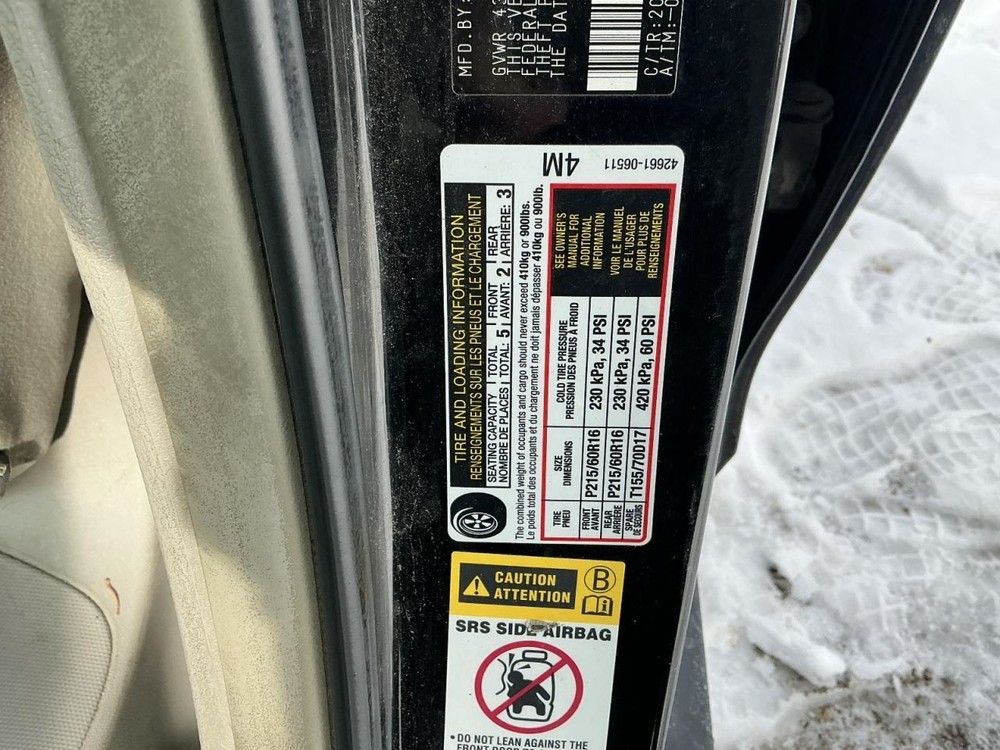 MFD.BY:
GVWR 43
THIS VE
FEDERAL
THEFT P
THE DAT
C/TR:20
A/TM:-0
4M
42661-06511
TIRE AND LOADING INFORMATION
RENSEIGNEMENTS SUR LES PNEUS ET LE CHARGEMENT
SEATING CAPACITY | TOTAL 5 | FRONT 2 | REAR 3
NOMBRE DE PLACES | TOTAL: | AVANT: | ARRIÈRE:
The combined weight of occupants and cargo should never exceed 410kg or 900lbs.
Le poids total des occupants et du chargement ne doit jamais dépasser 410kg ou 900lb.
TIRE PNEU
SIZE DIMENSIONS
COLD TIRE PRESSURE
PRESSION DES PNEUS À FROID
FRONT AVANT P215/60R16 230 kPa, 34 PSI
REAR ARRIÈRE P215/60R16 230 kPa, 34 PSI
SPARE DE SECOURS T155/70D17 420 kPa, 60 PSI
SEE OWNER'S
MANUAL FOR
ADDITIONAL
INFORMATION
VOIR LE MANUEL
DE L'USAGER
POUR PLUS DE
RENSEIGNEMENTS
CAUTION
ATTENTION
B
i
SRS SIDE AIRBAG
• DO NOT LEAN AGAINST THE
FRONT DOOR